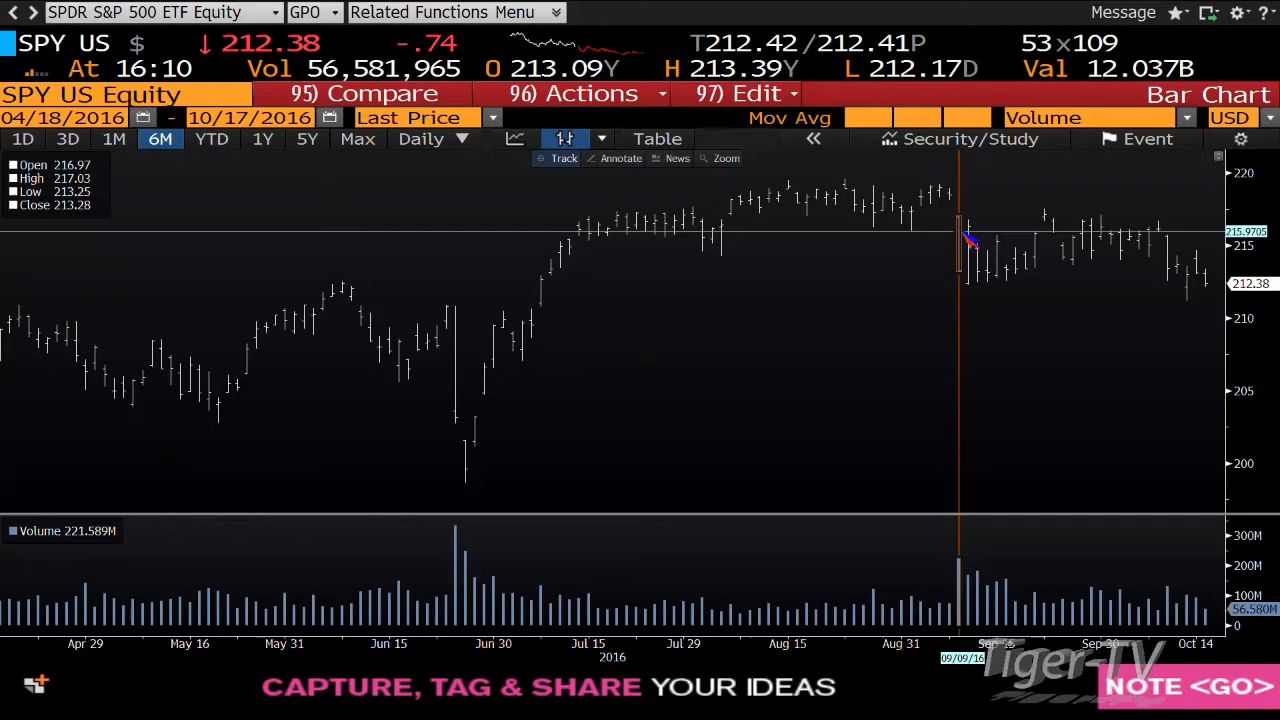 SPDR S&P 500 ETF Equity GPO Related Functions Menu Message
SPY US $ ↓ 212.38 -.74 T212.42/212.41P 53x109
At 16:10 Vol 56,581,965 O 213.09Y H 213.39Y L 212.17D Val 12.037B
SPY US Equity 95) Compare 96) Actions 97) Edit Bar Chart
04/18/2016 - 10/17/2016 Last Price Mov Avg Volume USD
1D 3D 1M 6M YTD 1Y 5Y Max Daily ▼ Table « Security/Study Event
Track Annotate News Zoom
Open 216.97
High 217.03
Low 213.25
Close 213.28
220
215.9705
215
212.38
210
205
200
Volume 221.589M
300M
200M
100M
56.580M
0
Apr 29 May 16 May 31 Jun 15 Jun 30 Jul 15 Jul 29 Aug 15 Aug 31 Sep 15 Sep 30 Oct 14
2016 09/09/16
Tiger-TV
CAPTURE, TAG & SHARE YOUR IDEAS NOTE <GO>